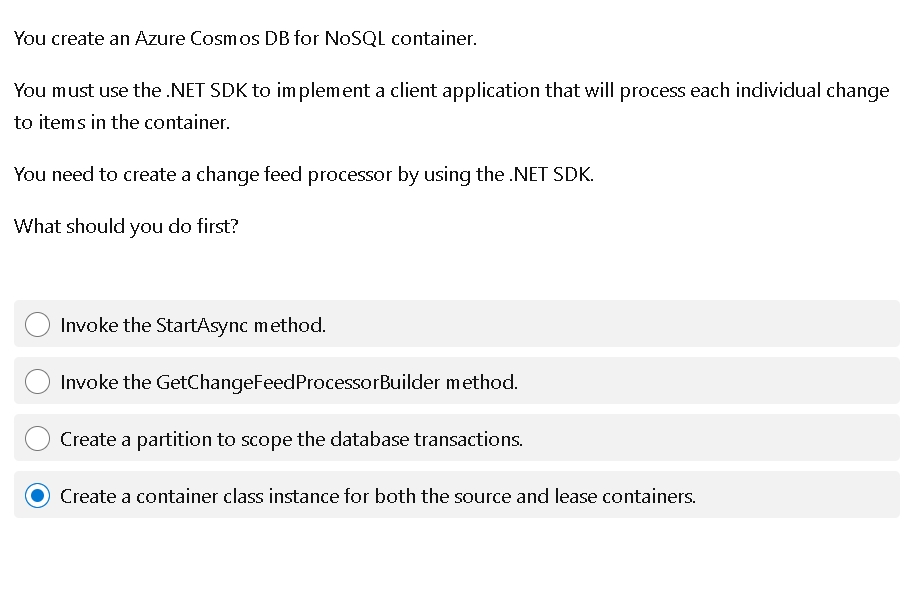 You create an Azure Cosmos DB for NoSQL container.
You must use the .NET SDK to implement a client application that will process each individual change
to items in the container.
You need to create a change feed processor by using the .NET SDK.
What should you do first?
Invoke the StartAsync method.
Invoke the GetChangeFeedProcessorBuilder method.
Create a partition to scope the database transactions.
Create a container class instance for both the source and lease containers.